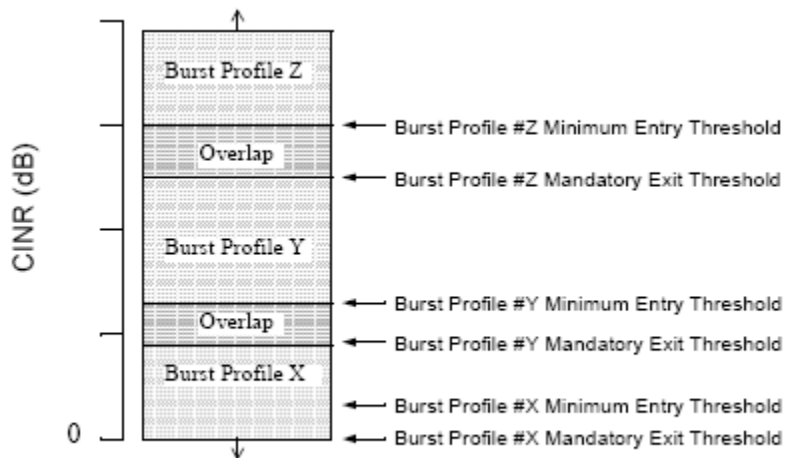 CINR (dB)
0
Burst Profile Z
Overlap
Burst Profile Y
Overlap
Burst Profile X
Burst Profile #Z Minimum Entry Threshold
Burst Profile #Z Mandatory Exit Threshold
Burst Profile #Y Minimum Entry Threshold
Burst Profile #Y Mandatory Exit Threshold
Burst Profile #X Minimum Entry Threshold
Burst Profile #X Mandatory Exit Threshold